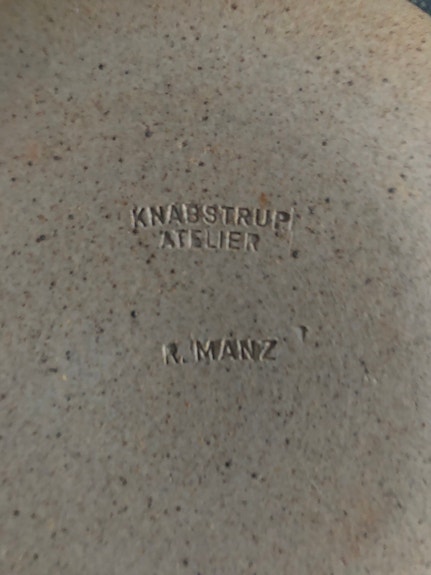 KNABSTRUP
ATELIER
R. MANZ